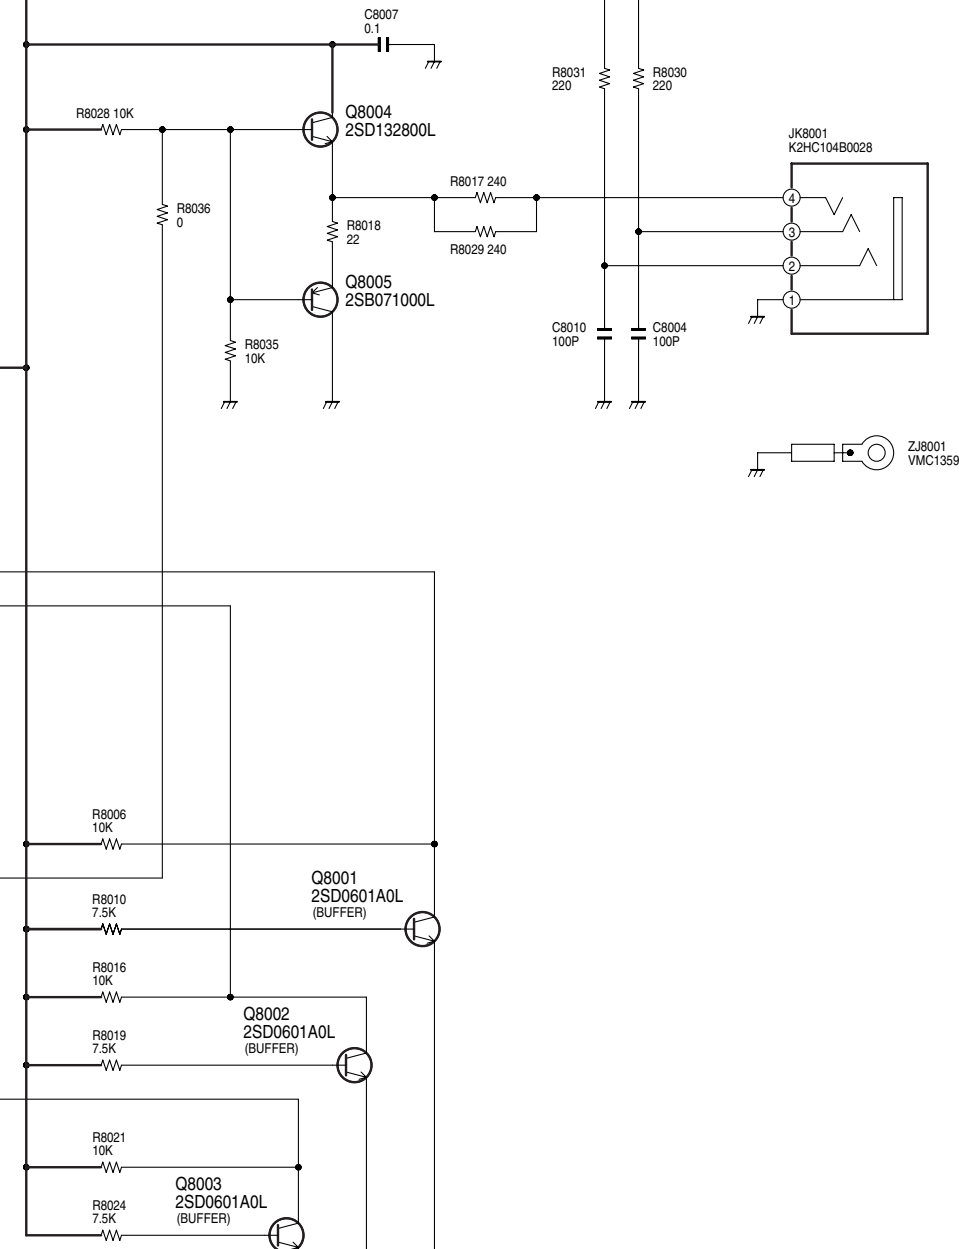 C8007
0.1
R8031
220
R8030
220
R8028 10K
Q8004
2SD132800L
JK8001
K2HC104B0028
R8017 240
4
R8036
0
R8018
22
3
R8029 240
2
Q8005
2SB071000L
1
C8010
100P
C8004
100P
R8035
10K
ZJ8001
VMC1359
R8006
10K
Q8001
2SD0601A0L
(BUFFER)
R8010
7.5K
R8016
10K
Q8002
2SD0601A0L
(BUFFER)
R8019
7.5K
R8021
10K
Q8003
2SD0601A0L
(BUFFER)
R8024
7.5K